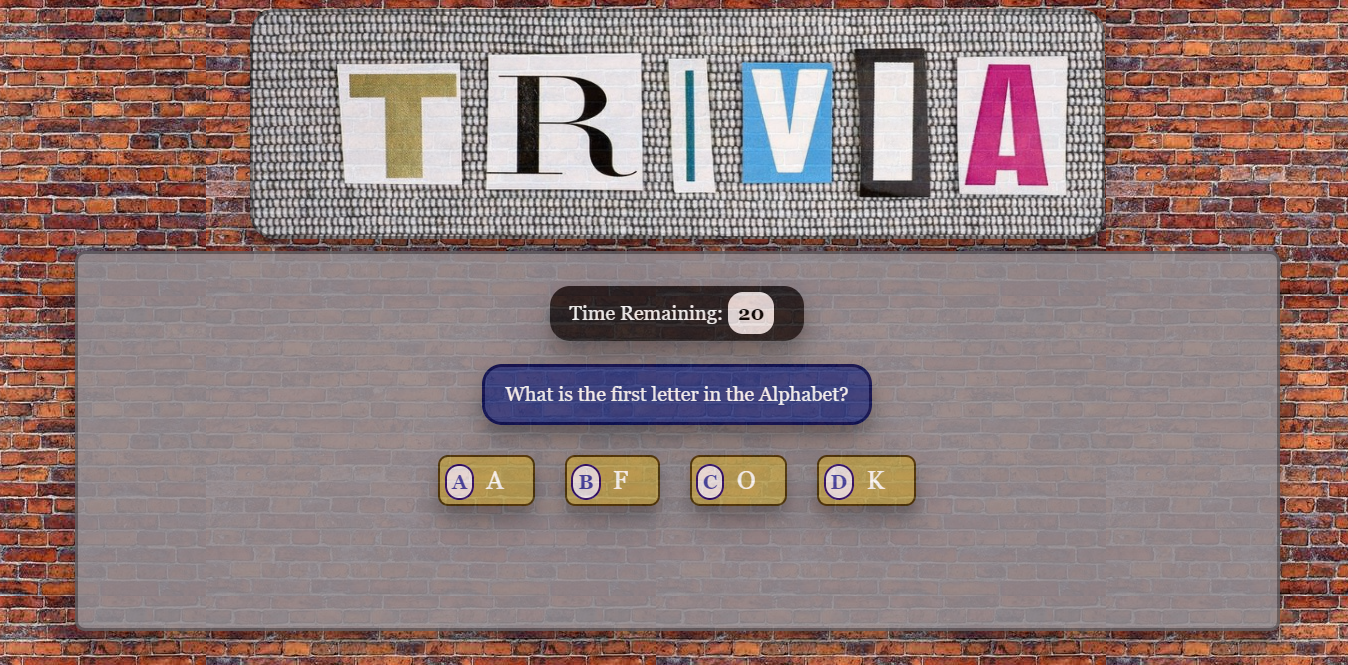 TRIVIA
Time Remaining: 20
What is the first letter in the Alphabet?
A A B F C O D K